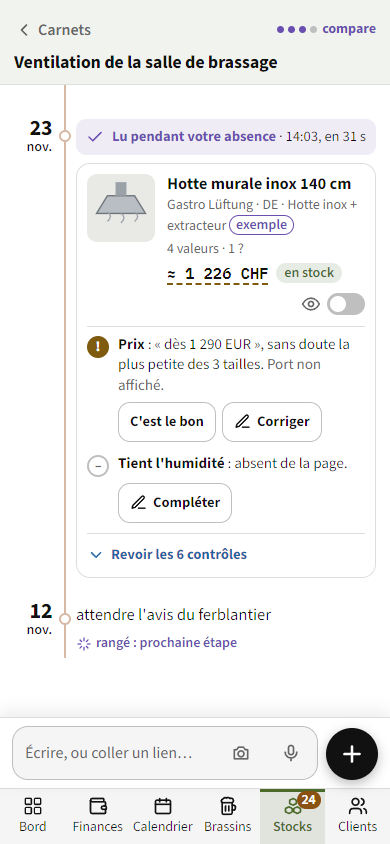 Carnets
compare
Ventilation de la salle de brassage
23
nov.
Lu pendant votre absence · 14:03, en 31 s
Hotte murale inox 140 cm
Gastro Lüftung · DE · Hotte inox +
extracteur exemple
4 valeurs · 1 ?
≈ 1 226 CHF en stock
! Prix : « dès 1 290 EUR », sans doute la
plus petite des 3 tailles. Port non
affiché.
C'est le bon
Corriger
– Tient l'humidité : absent de la page.
Compléter
Revoir les 6 contrôles
12
nov.
attendre l'avis du ferblantier
rangé : prochaine étape
Écrire, ou coller un lien…
24
Bord Finances Calendrier Brassins Stocks Clients